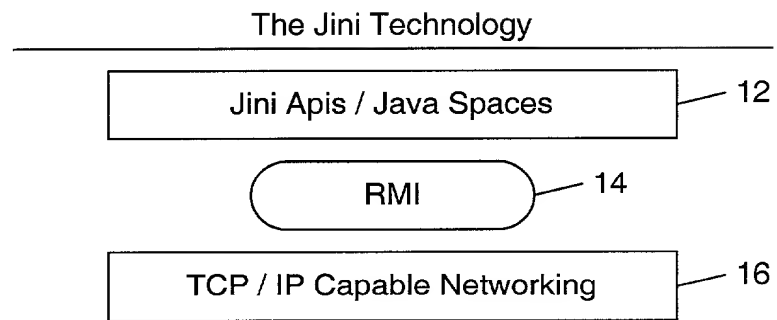 The Jini Technology
Jini Apis / Java Spaces
12
RMI
14
TCP / IP Capable Networking
16